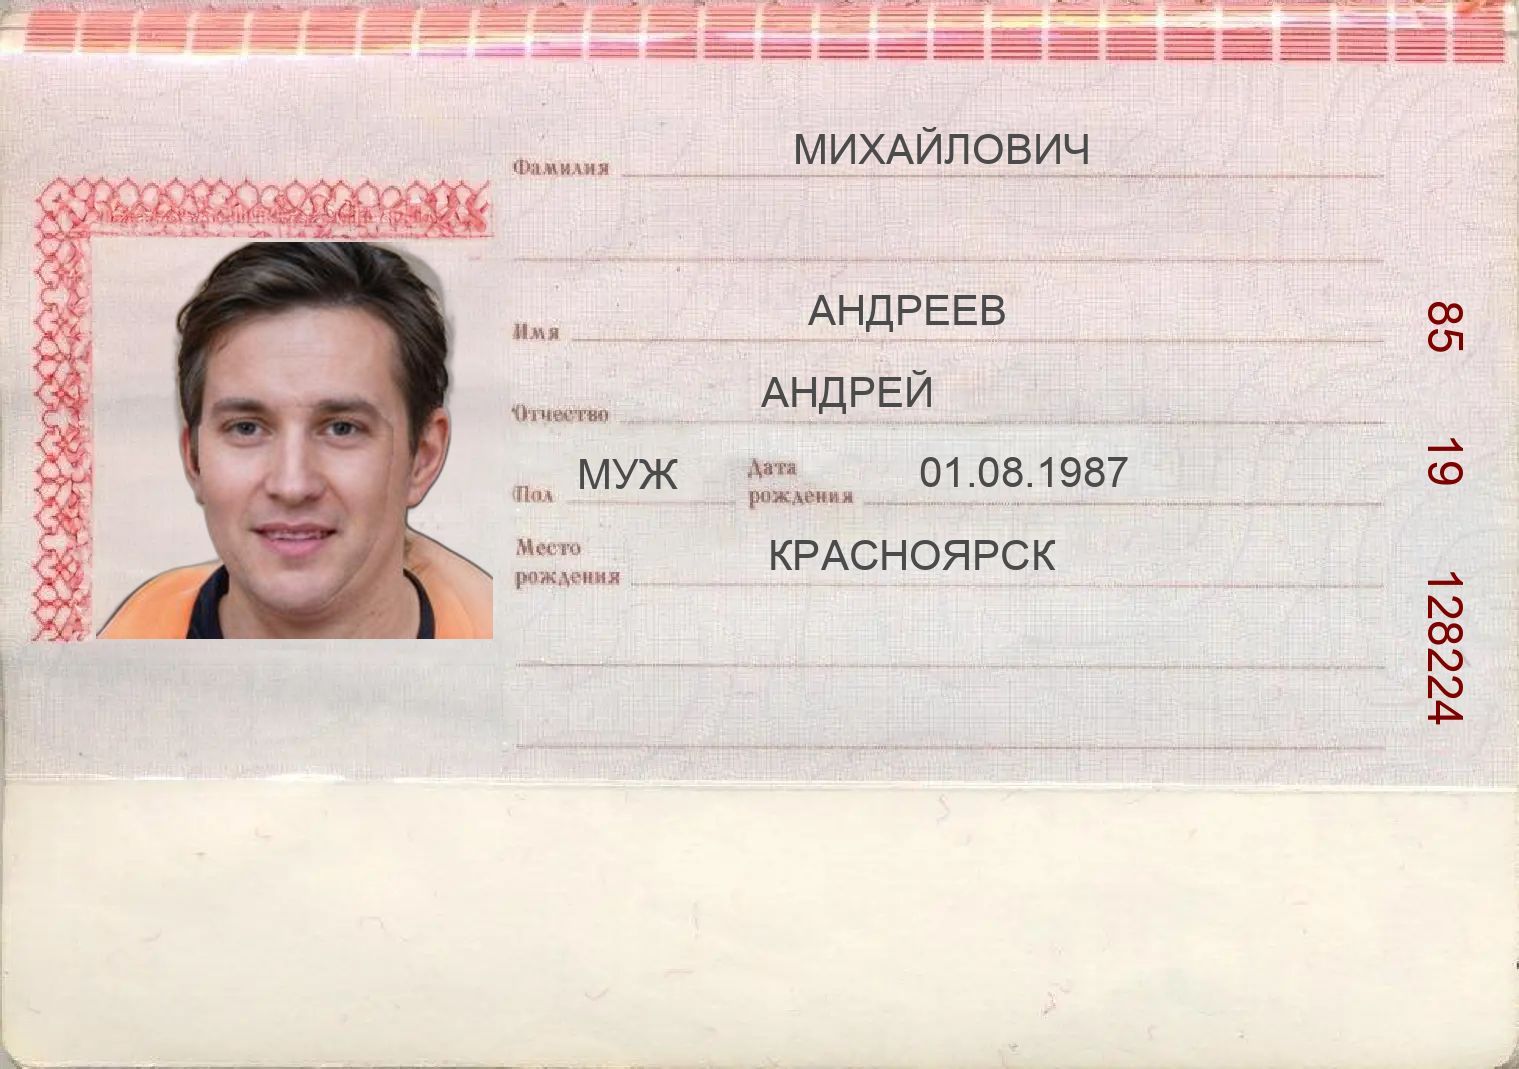 Фамилия МИХАЙЛОВИЧ
Имя АНДРЕЕВ
Отчество АНДРЕЙ
Пол МУЖ Дата рождения 01.08.1987
Место рождения КРАСНОЯРСК
85 19 128224